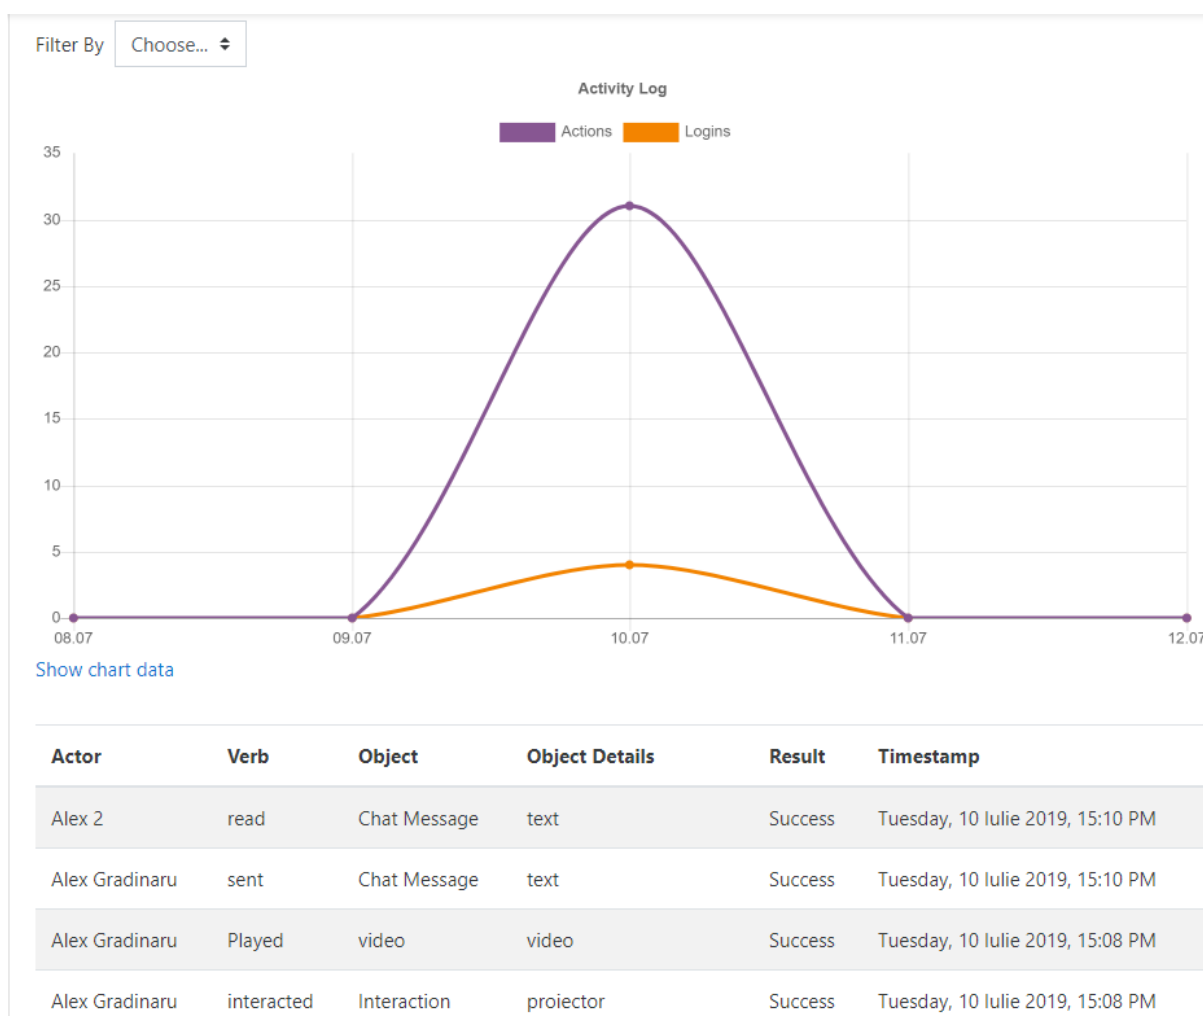 Filter By Choose...
Activity Log
Actions Logins
35
30
25
20
15
10
5
0
08.07 09.07 10.07 11.07 12.07
Show chart data
Actor Verb Object Object Details Result Timestamp
Alex 2 read Chat Message text Success Tuesday, 10 Iulie 2019, 15:10 PM
Alex Gradinaru sent Chat Message text Success Tuesday, 10 Iulie 2019, 15:10 PM
Alex Gradinaru Played video video Success Tuesday, 10 Iulie 2019, 15:08 PM
Alex Gradinaru interacted Interaction proiector Success Tuesday, 10 Iulie 2019, 15:08 PM